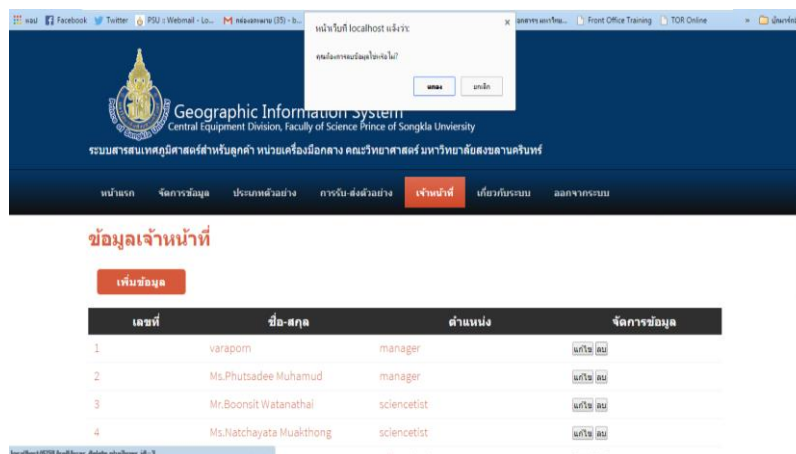 Facebook Twitter PSU :: Webmail - Lo... กล่องจดหมาย (35) - b... Front Office Training TOR Online »
หน้าเว็บที่ localhost แจ้งว่า:
คุณต้องการลบข้อมูลใช่หรือไม่?
ตกลง ยกเลิก
Geographic Information System
Central Equipment Division, Faculty of Science Prince of Songkla Unviersity
ระบบสารสนเทศภูมิศาสตร์สำหรับลูกค้า หน่วยเครื่องมือกลาง คณะวิทยาศาสตร์ มหาวิทยาลัยสงขลานครินทร์
หน้าแรก จัดการข้อมูล ประเภทตัวอย่าง การรับ-ส่งตัวอย่าง เจ้าหน้าที่ เกี่ยวกับระบบ ออกจากระบบ
ข้อมูลเจ้าหน้าที่
เพิ่มข้อมูล
เลขที่ ชื่อ-สกุล ตำแหน่ง จัดการข้อมูล
1 varaporn manager แก้ไข ลบ
2 Ms.Phutsadee Muhamud manager แก้ไข ลบ
3 Mr.Boonsit Watanathai sciencetist แก้ไข ลบ
4 Ms.Natchayata Muakthong sciencetist แก้ไข ลบ